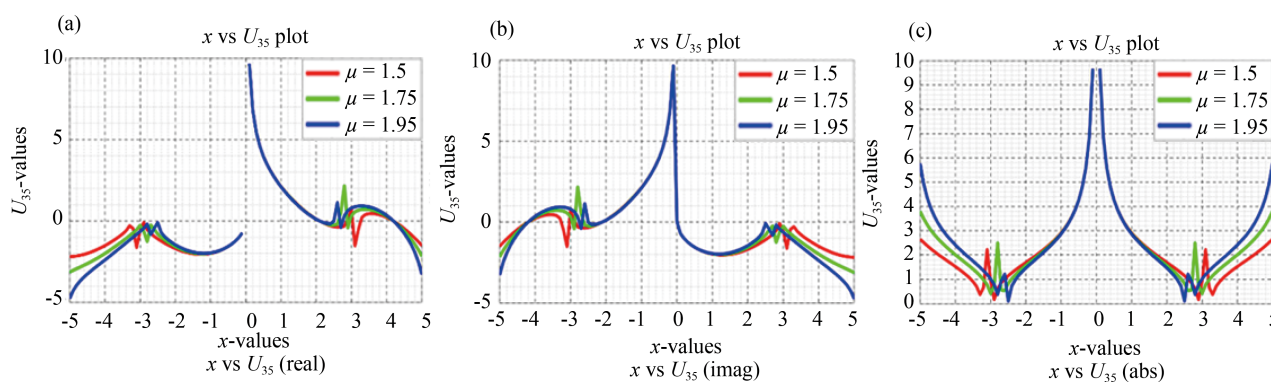 (a)
x vs U35 plot
μ = 1.5
μ = 1.75
μ = 1.95
10
5
0
-5
U35-values
-5 -4 -3 -2 -1 0 1 2 3 4 5
x-values
x vs U35 (real)
(b)
x vs U35 plot
μ = 1.5
μ = 1.75
μ = 1.95
10
5
0
-5
U35-values
-5 -4 -3 -2 -1 0 1 2 3 4 5
x-values
x vs U35 (imag)
(c)
x vs U35 plot
μ = 1.5
μ = 1.75
μ = 1.95
10
9
8
7
6
5
4
3
2
1
0
U35-values
-5 -4 -3 -2 -1 0 1 2 3 4 5
x-values
x vs U35 (abs)